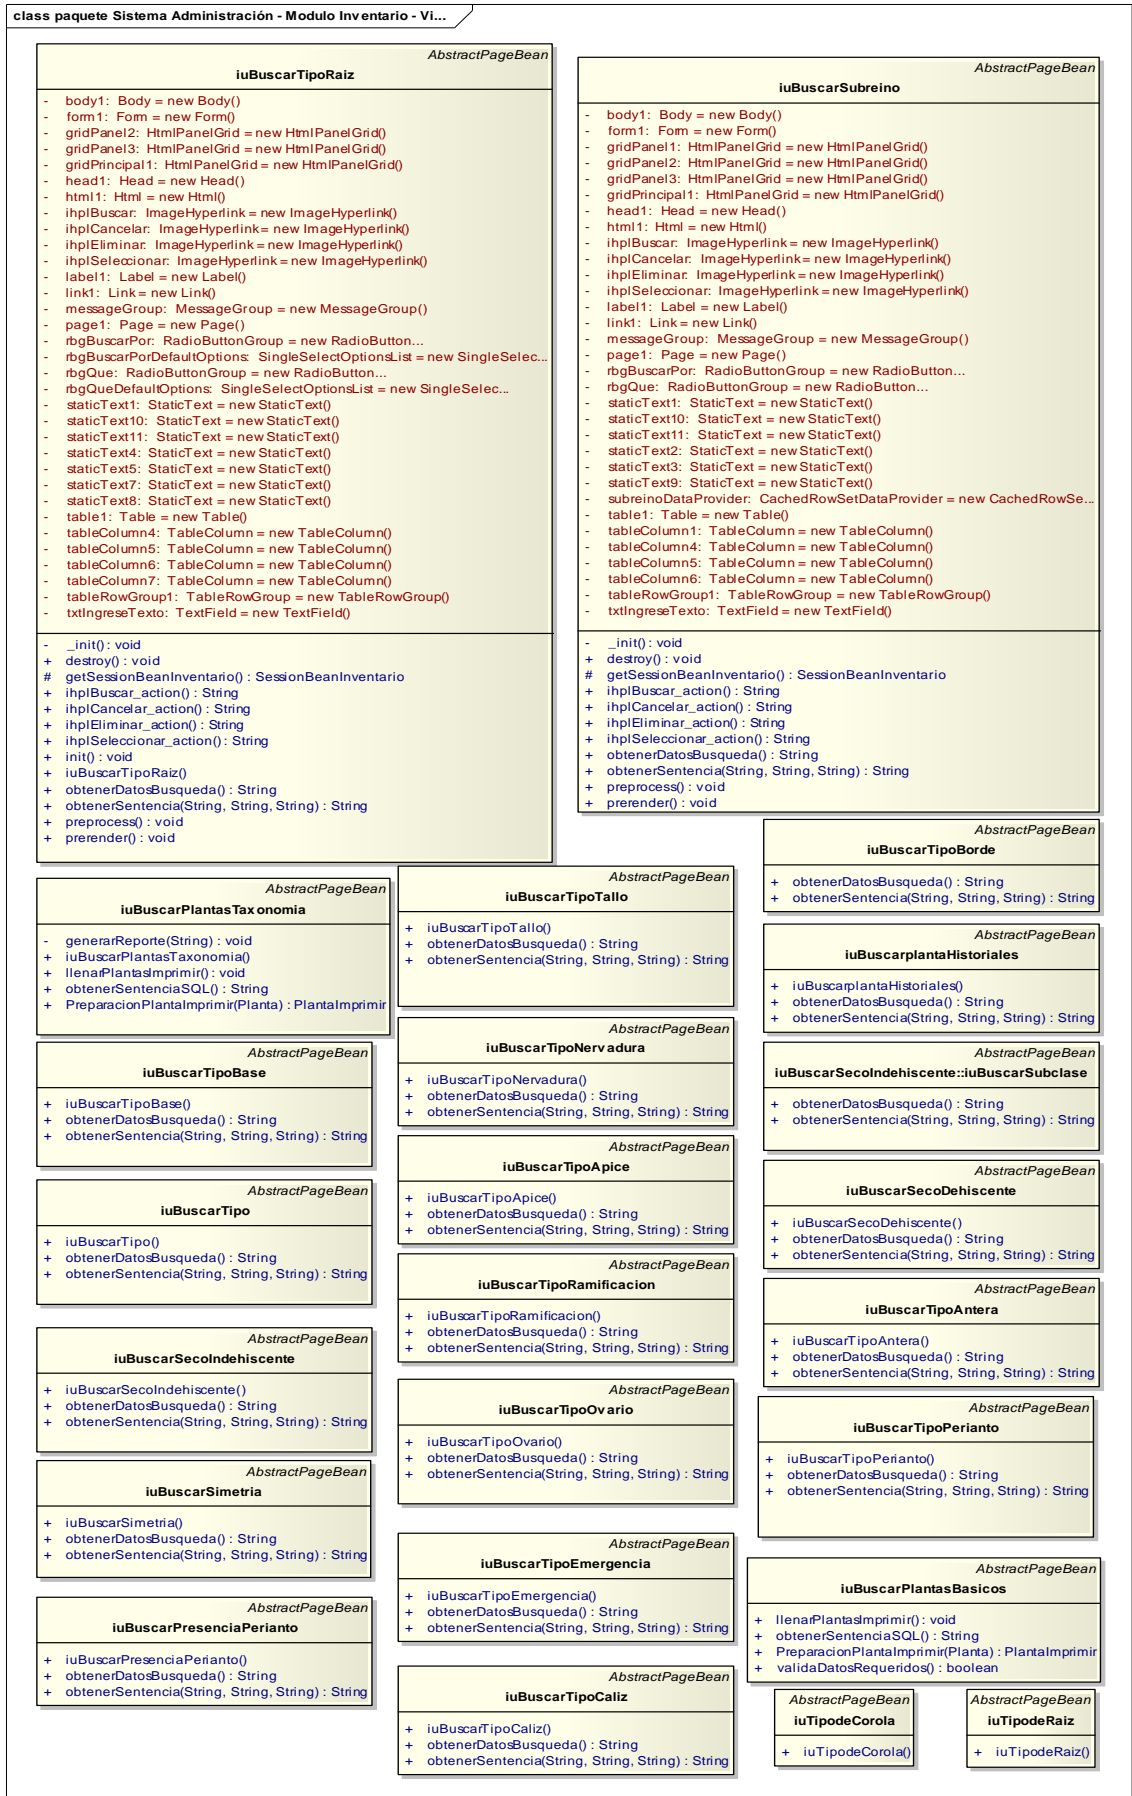 class paquete Sistema Administración - Modulo Inventario - Vi...
AbstractPageBean
iuBuscarTipoRaiz
- body1: Body = new Body()
- form1: Form = new Form()
- gridPanel2: HtmlPanelGrid = new HtmlPanelGrid()
- gridPanel3: HtmlPanelGrid = new HtmlPanelGrid()
- gridPrincipal1: HtmlPanelGrid = new HtmlPanelGrid()
- head1: Head = new Head()
- html1: Html = new Html()
- ihplBuscar: ImageHyperlink = new ImageHyperlink()
- ihplCancelar: ImageHyperlink = new ImageHyperlink()
- ihplEliminar: ImageHyperlink = new ImageHyperlink()
- ihplSeleccionar: ImageHyperlink = new ImageHyperlink()
- label1: Label = new Label()
- link1: Link = new Link()
- messageGroup: MessageGroup = new MessageGroup()
- page1: Page = new Page()
- rbgBuscarPor: RadioButtonGroup = new RadioButton...
- rbgBuscarPorDefaultOptions: SingleSelectOptionsList = new SingleSelec...
- rbgQue: RadioButtonGroup = new RadioButton...
- rbgQueDefaultOptions: SingleSelectOptionsList = new SingleSelec...
- staticText1: StaticText = new StaticText()
- staticText10: StaticText = new StaticText()
- staticText11: StaticText = new StaticText()
- staticText4: StaticText = new StaticText()
- staticText5: StaticText = new StaticText()
- staticText7: StaticText = new StaticText()
- staticText8: StaticText = new StaticText()
- table1: Table = new Table()
- tableColumn4: TableColumn = new TableColumn()
- tableColumn5: TableColumn = new TableColumn()
- tableColumn6: TableColumn = new TableColumn()
- tableColumn7: TableColumn = new TableColumn()
- tableRowGroup1: TableRowGroup = new TableRowGroup()
- txtIngreseTexto: TextField = new TextField()
- _init() : void
+ destroy() : void
# getSessionBeanInventario() : SessionBeanInventario
+ ihplBuscar_action() : String
+ ihplCancelar_action() : String
+ ihplEliminar_action() : String
+ ihplSeleccionar_action() : String
+ init() : void
+ iuBuscarTipoRaiz()
+ obtenerDatosBusqueda() : String
+ obtenerSentencia(String, String, String) : String
+ preprocess() : void
+ prerender() : void
AbstractPageBean
iuBuscarSubreino
- body1: Body = new Body()
- form1: Form = new Form()
- gridPanel1: HtmlPanelGrid = new HtmlPanelGrid()
- gridPanel2: HtmlPanelGrid = new HtmlPanelGrid()
- gridPanel3: HtmlPanelGrid = new HtmlPanelGrid()
- gridPrincipal1: HtmlPanelGrid = new HtmlPanelGrid()
- head1: Head = new Head()
- html1: Html = new Html()
- ihplBuscar: ImageHyperlink = new ImageHyperlink()
- ihplCancelar: ImageHyperlink = new ImageHyperlink()
- ihplEliminar: ImageHyperlink = new ImageHyperlink()
- ihplSeleccionar: ImageHyperlink = new ImageHyperlink()
- label1: Label = new Label()
- link1: Link = new Link()
- messageGroup: MessageGroup = new MessageGroup()
- page1: Page = new Page()
- rbgBuscarPor: RadioButtonGroup = new RadioButton...
- rbgQue: RadioButtonGroup = new RadioButton...
- staticText1: StaticText = new StaticText()
- staticText10: StaticText = new StaticText()
- staticText11: StaticText = new StaticText()
- staticText2: StaticText = new StaticText()
- staticText3: StaticText = new StaticText()
- staticText9: StaticText = new StaticText()
- subreinoDataProvider: CachedRowSetDataProvider = new CachedRowSe...
- table1: Table = new Table()
- tableColumn1: TableColumn = new TableColumn()
- tableColumn4: TableColumn = new TableColumn()
- tableColumn5: TableColumn = new TableColumn()
- tableColumn6: TableColumn = new TableColumn()
- tableRowGroup1: TableRowGroup = new TableRowGroup()
- txtIngreseTexto: TextField = new TextField()
- _init() : void
+ destroy() : void
# getSessionBeanInventario() : SessionBeanInventario
+ ihplBuscar_action() : String
+ ihplCancelar_action() : String
+ ihplEliminar_action() : String
+ ihplSeleccionar_action() : String
+ obtenerDatosBusqueda() : String
+ obtenerSentencia(String, String, String) : String
+ preprocess() : void
+ prerender() : void
AbstractPageBean
iuBuscarPlantasTaxonomia
- generarReporte(String) : void
+ iuBuscarPlantasTaxonomia()
+ llenarPlantasImprimir() : void
+ obtenerSentenciaSQL() : String
+ PreparacionPlantaImprimir(Planta) : PlantaImprimir
AbstractPageBean
iuBuscarTipoBase
+ iuBuscarTipoBase()
+ obtenerDatosBusqueda() : String
+ obtenerSentencia(String, String, String) : String
AbstractPageBean
iuBuscarTipo
+ iuBuscarTipo()
+ obtenerDatosBusqueda() : String
+ obtenerSentencia(String, String, String) : String
AbstractPageBean
iuBuscarSecoIndehiscente
+ iuBuscarSecoIndehiscente()
+ obtenerDatosBusqueda() : String
+ obtenerSentencia(String, String, String) : String
AbstractPageBean
iuBuscarSimetria
+ iuBuscarSimetria()
+ obtenerDatosBusqueda() : String
+ obtenerSentencia(String, String, String) : String
AbstractPageBean
iuBuscarPresenciaPerianto
+ iuBuscarPresenciaPerianto()
+ obtenerDatosBusqueda() : String
+ obtenerSentencia(String, String, String) : String
AbstractPageBean
iuBuscarTipoTallo
+ iuBuscarTipoTallo()
+ obtenerDatosBusqueda() : String
+ obtenerSentencia(String, String, String) : String
AbstractPageBean
iuBuscarTipoNervadura
+ iuBuscarTipoNervadura()
+ obtenerDatosBusqueda() : String
+ obtenerSentencia(String, String, String) : String
AbstractPageBean
iuBuscarTipoApice
+ iuBuscarTipoApice()
+ obtenerDatosBusqueda() : String
+ obtenerSentencia(String, String, String) : String
AbstractPageBean
iuBuscarTipoRamificacion
+ iuBuscarTipoRamificacion()
+ obtenerDatosBusqueda() : String
+ obtenerSentencia(String, String, String) : String
AbstractPageBean
iuBuscarTipoOvario
+ iuBuscarTipoOvario()
+ obtenerDatosBusqueda() : String
+ obtenerSentencia(String, String, String) : String
AbstractPageBean
iuBuscarTipoEmergencia
+ iuBuscarTipoEmergencia()
+ obtenerDatosBusqueda() : String
+ obtenerSentencia(String, String, String) : String
AbstractPageBean
iuBuscarTipoCaliz
+ iuBuscarTipoCaliz()
+ obtenerDatosBusqueda() : String
+ obtenerSentencia(String, String, String) : String
AbstractPageBean
iuBuscarTipoBorde
+ obtenerDatosBusqueda() : String
+ obtenerSentencia(String, String, String) : String
AbstractPageBean
iuBuscarplantaHistoriales
+ iuBuscarplantaHistoriales()
+ obtenerDatosBusqueda() : String
+ obtenerSentencia(String, String, String) : String
AbstractPageBean
iuBuscarSecoIndehiscente::iuBuscarSubclase
+ obtenerDatosBusqueda() : String
+ obtenerSentencia(String, String, String) : String
AbstractPageBean
iuBuscarSecoDehiscente
+ iuBuscarSecoDehiscente()
+ obtenerDatosBusqueda() : String
+ obtenerSentencia(String, String, String) : String
AbstractPageBean
iuBuscarTipoAntera
+ iuBuscarTipoAntera()
+ obtenerDatosBusqueda() : String
+ obtenerSentencia(String, String, String) : String
AbstractPageBean
iuBuscarTipoPerianto
+ iuBuscarTipoPerianto()
+ obtenerDatosBusqueda() : String
+ obtenerSentencia(String, String, String) : String
AbstractPageBean
iuBuscarPlantasBasicos
+ llenarPlantasImprimir() : void
+ obtenerSentenciaSQL() : String
+ PreparacionPlantaImprimir(Planta) : PlantaImprimir
+ validaDatosRequeridos() : boolean
AbstractPageBean
iuTipodeCorola
+ iuTipodeCorola()
AbstractPageBean
iuTipodeRaiz
+ iuTipodeRaiz()